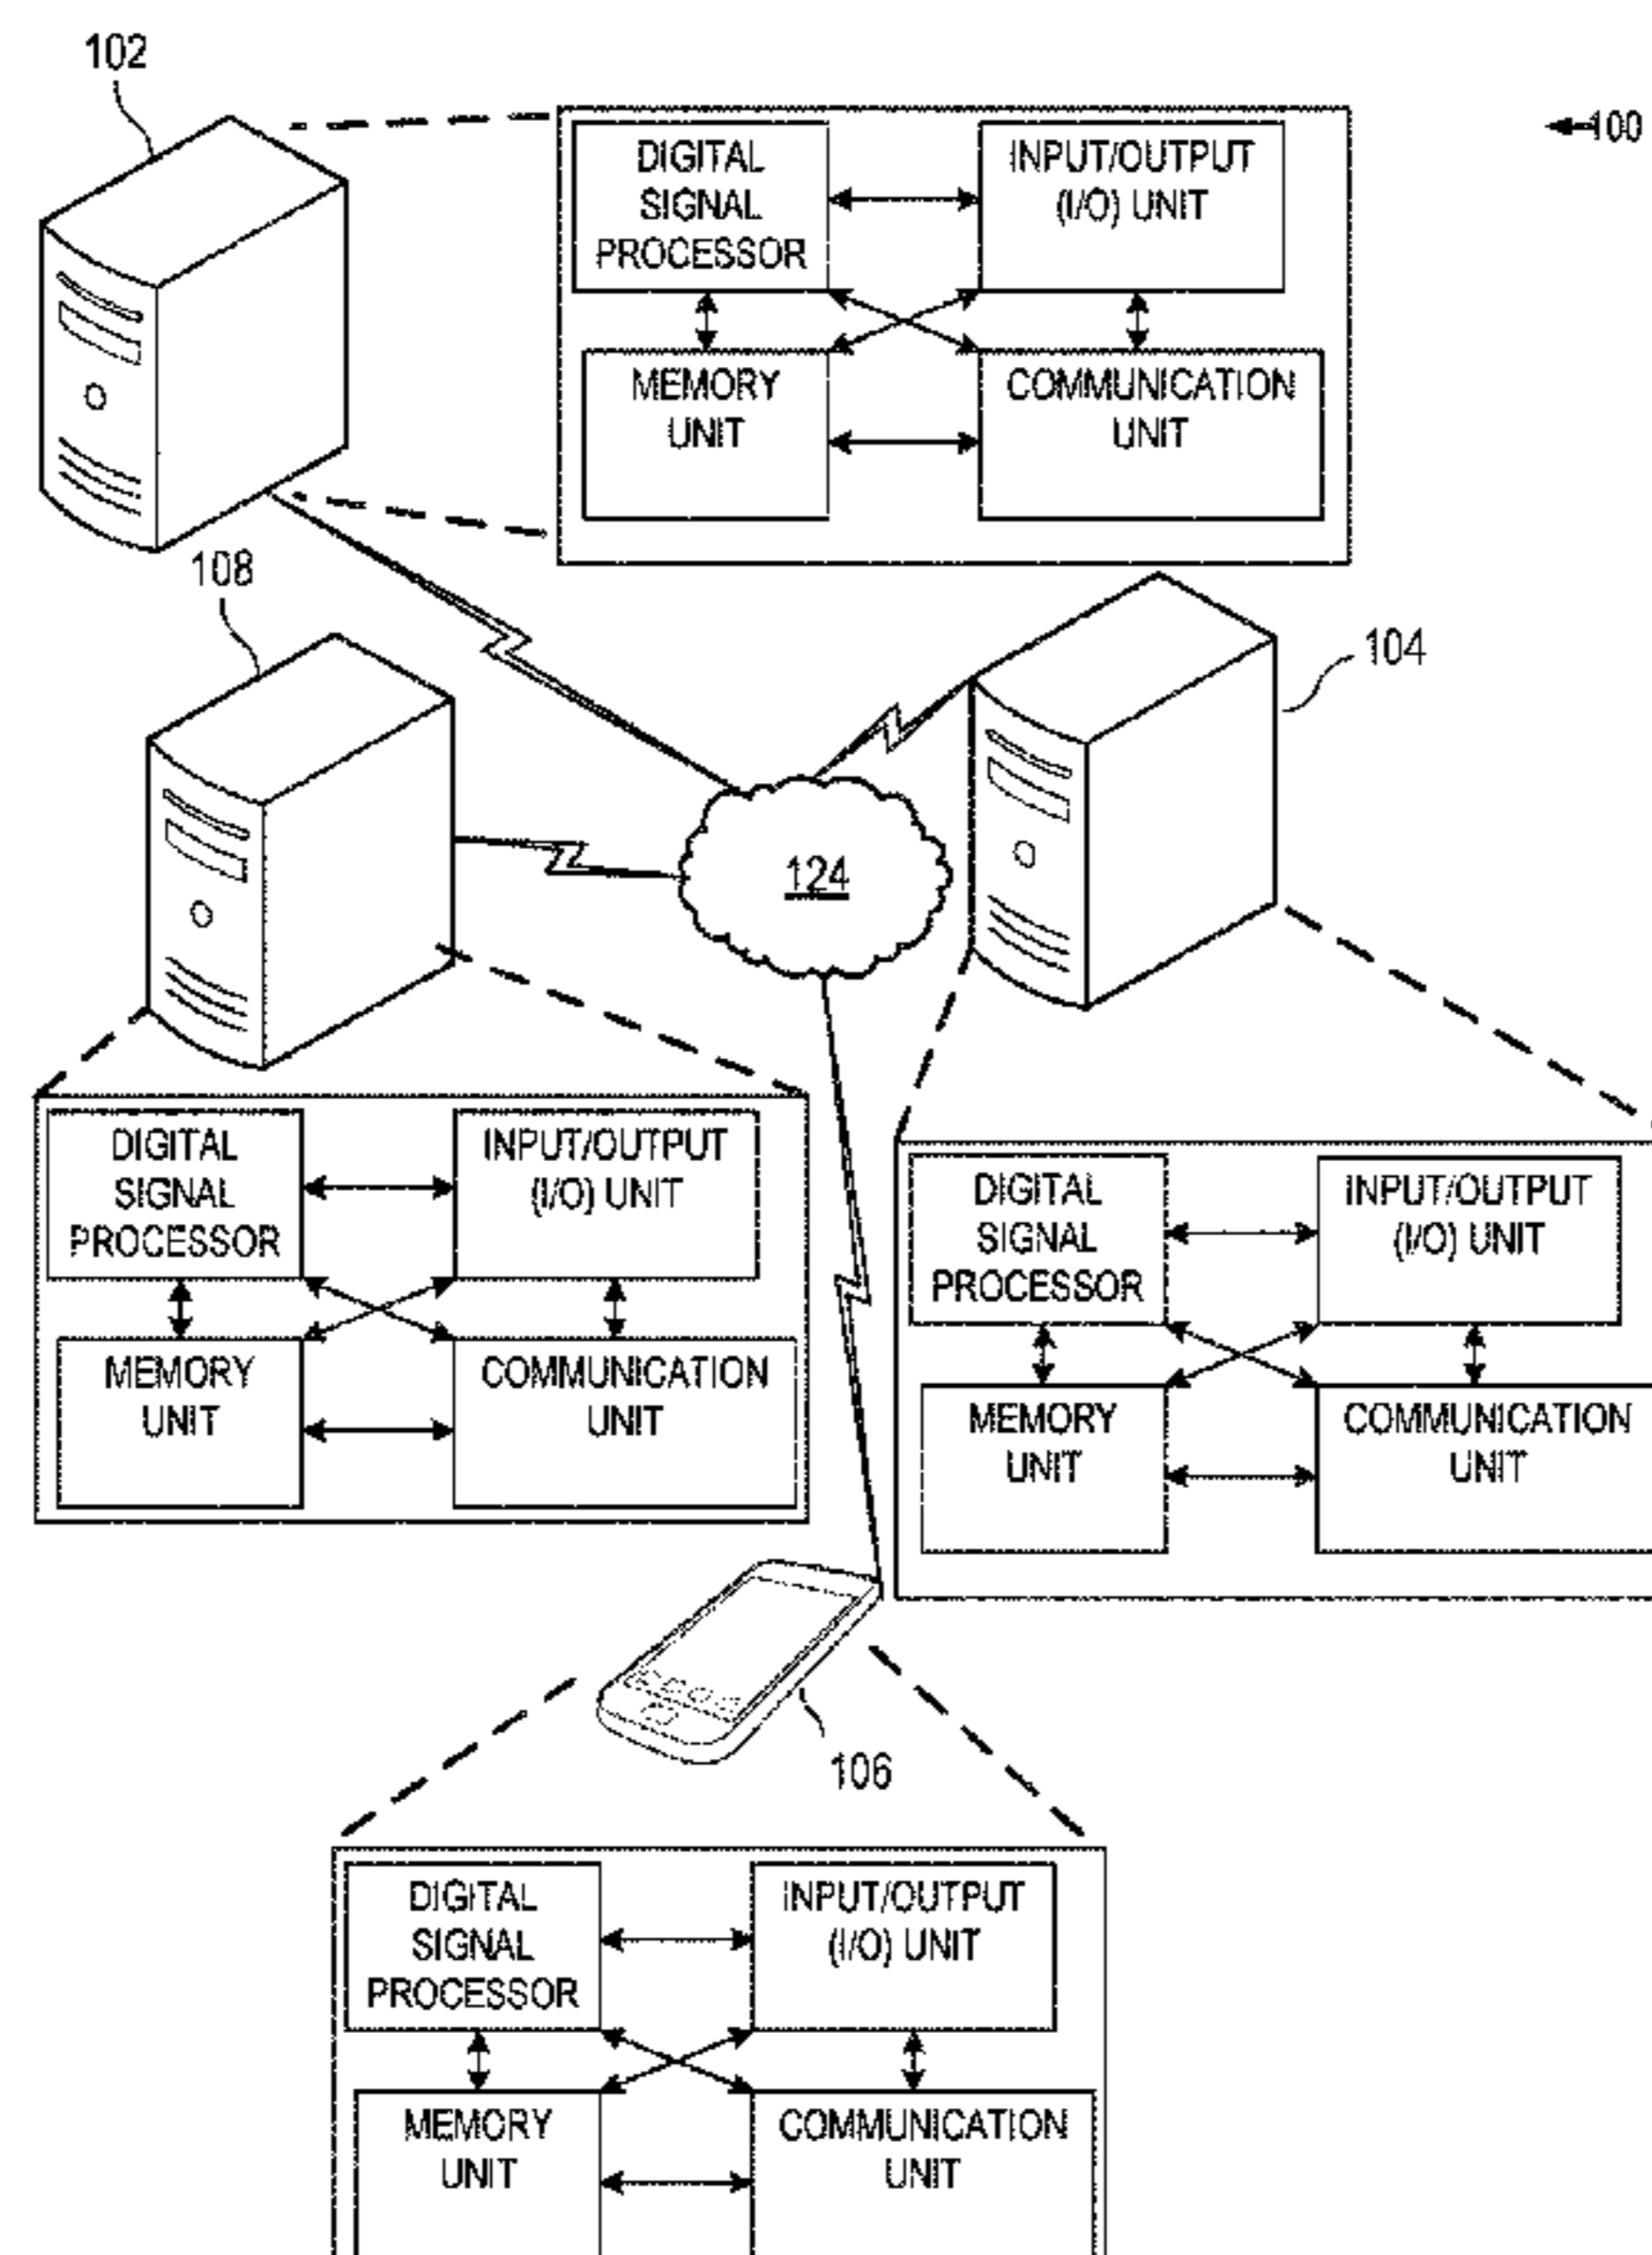 102
100
DIGITAL
SIGNAL
PROCESSOR
INPUT/OUTPUT
(I/O) UNIT
MEMORY
UNIT
COMMUNICATION
UNIT
108
104
124
DIGITAL
SIGNAL
PROCESSOR
INPUT/OUTPUT
(I/O) UNIT
MEMORY
UNIT
COMMUNICATION
UNIT
DIGITAL
SIGNAL
PROCESSOR
INPUT/OUTPUT
(I/O) UNIT
MEMORY
UNIT
COMMUNICATION
UNIT
106
DIGITAL
SIGNAL
PROCESSOR
INPUT/OUTPUT
(I/O) UNIT
MEMORY
UNIT
COMMUNICATION
UNIT